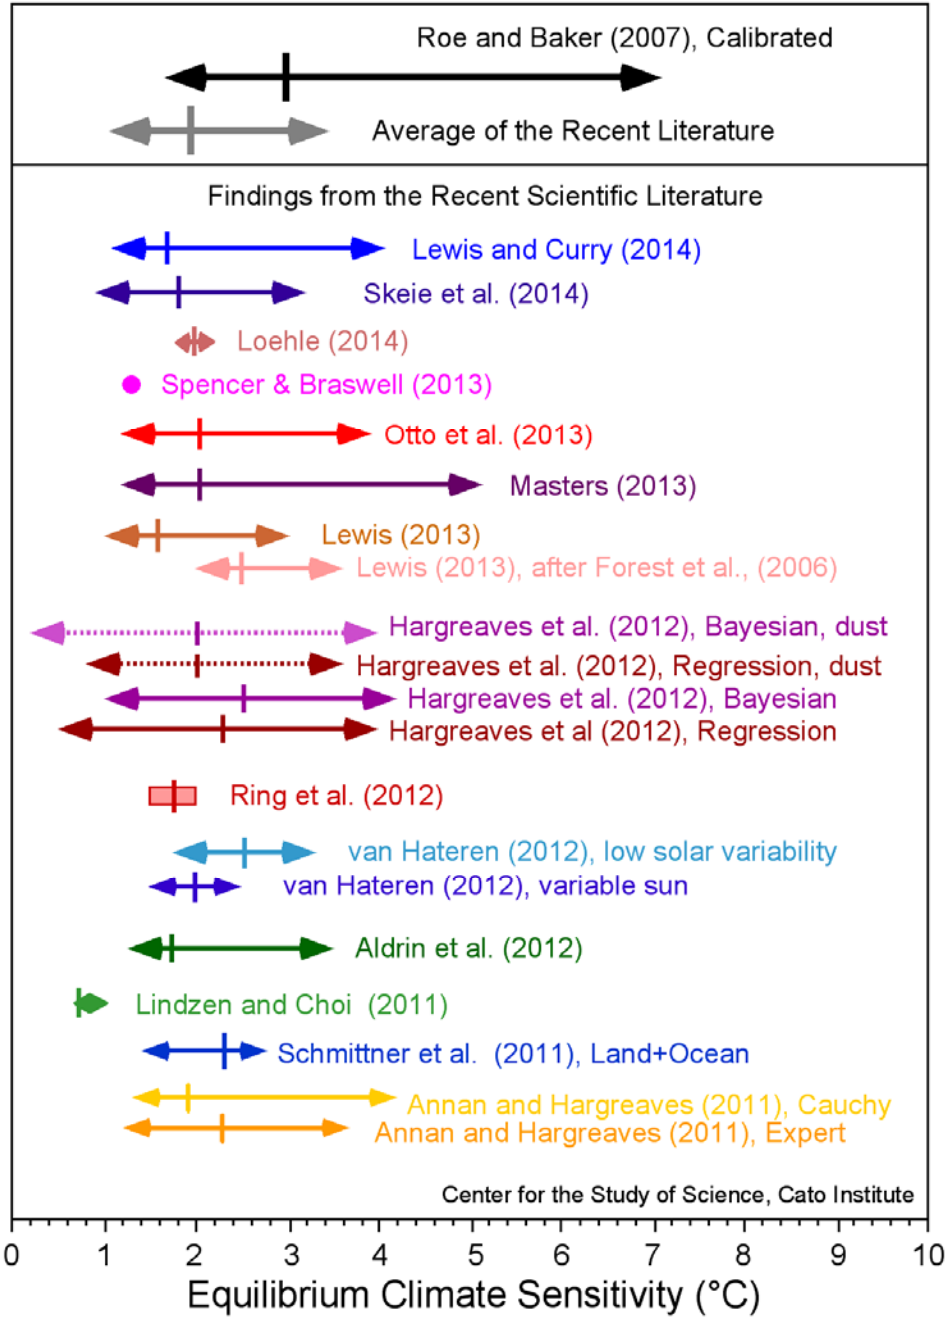 Roe and Baker (2007), Calibrated
Average of the Recent Literature
Findings from the Recent Scientific Literature
Lewis and Curry (2014)
Skeie et al. (2014)
Loehle (2014)
Spencer & Braswell (2013)
Otto et al. (2013)
Masters (2013)
Lewis (2013)
Lewis (2013), after Forest et al., (2006)
Hargreaves et al. (2012), Bayesian, dust
Hargreaves et al. (2012), Regression, dust
Hargreaves et al. (2012), Bayesian
Hargreaves et al (2012), Regression
Ring et al. (2012)
van Hateren (2012), low solar variability
van Hateren (2012), variable sun
Aldrin et al. (2012)
Lindzen and Choi (2011)
Schmittner et al. (2011), Land+Ocean
Annan and Hargreaves (2011), Cauchy
Annan and Hargreaves (2011), Expert
Center for the Study of Science, Cato Institute
0 1 2 3 4 5 6 7 8 9 10
Equilibrium Climate Sensitivity (°C)